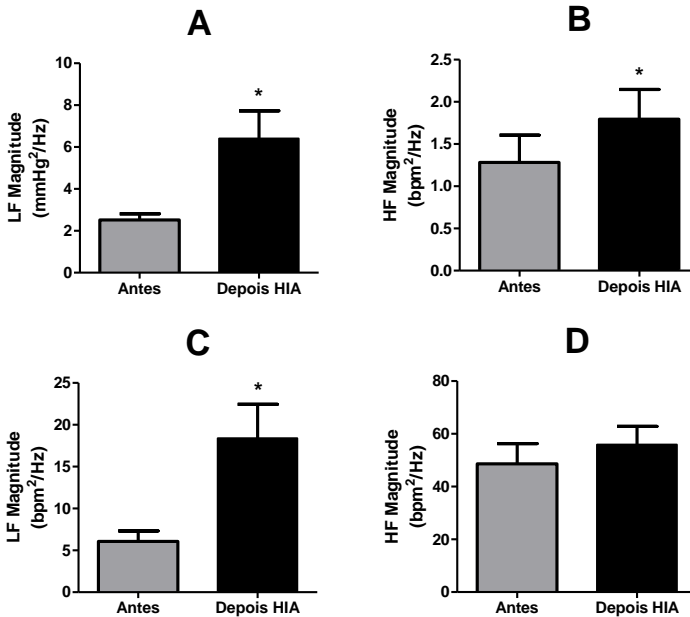 A
LF Magnitude
(mmHg²/Hz)
10
8
6
4
2
0
*
Antes
Depois HIA
B
HF Magnitude
(bpm²/Hz)
2.5
2.0
1.5
1.0
0.5
0.0
*
Antes
Depois HIA
C
LF Magnitude
(bpm²/Hz)
25
20
15
10
5
0
*
Antes
Depois HIA
D
HF Magnitude
(bpm²/Hz)
80
60
40
20
0
Antes
Depois HIA